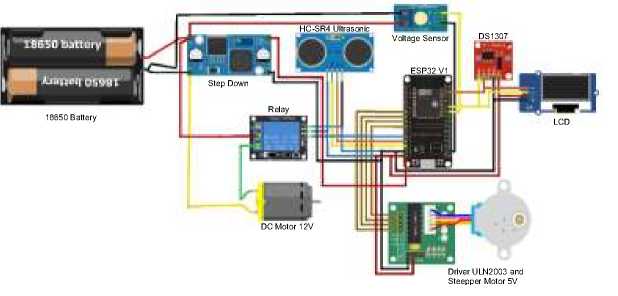 HC-SR4 Ultrasonic
Voltage Sensor
DS1307
18650 battery
18650 battery
18650 Battery
Step Down
ESP32 V1
LCD
Relay
DC Motor 12V
Driver ULN2003 and
Steepper Motor 5V